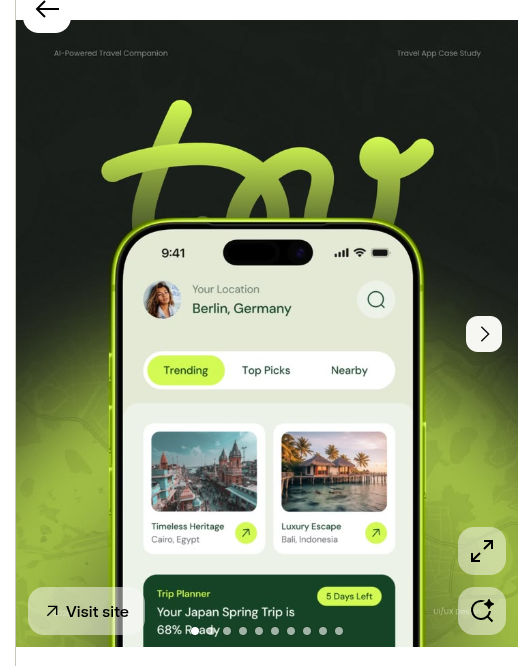 AI-Powered Travel Companion
Travel App Case Study
9:41
Your Location
Berlin, Germany
Trending
Top Picks
Nearby
Timeless Heritage
Cairo, Egypt
Luxury Escape
Bali, Indonesia
Trip Planner
5 Days Left
Your Japan Spring Trip is
68% Ready
Visit site
UI/UX